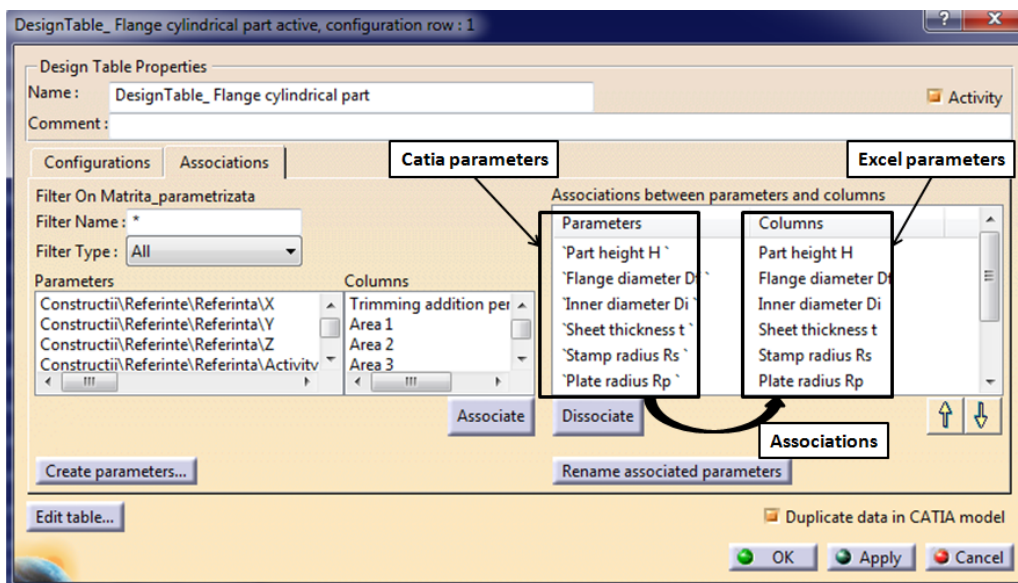 DesignTable_ Flange cylindrical part active, configuration row : 1
? X
Design Table Properties
Name : DesignTable_ Flange cylindrical part Activity
Comment :
Configurations Associations Catia parameters Excel parameters
Filter On Matrita_parametrizata Associations between parameters and columns
Filter Name : * Parameters Columns
Filter Type : All `Part height H ` Part height H
Parameters Columns `Flange diameter Df ` Flange diameter Df
Constructii\Referinte\Referinta\X Trimming addition per `Inner diameter Di ` Inner diameter Di
Constructii\Referinte\Referinta\Y Area 1 `Sheet thickness t ` Sheet thickness t
Constructii\Referinte\Referinta\Z Area 2 `Stamp radius Rs ` Stamp radius Rs
Constructii\Referinte\Referinta\Activity Area 3 `Plate radius Rp ` Plate radius Rp
Associate Dissociate
Associations
Create parameters... Rename associated parameters
Edit table... Duplicate data in CATIA model
OK Apply Cancel